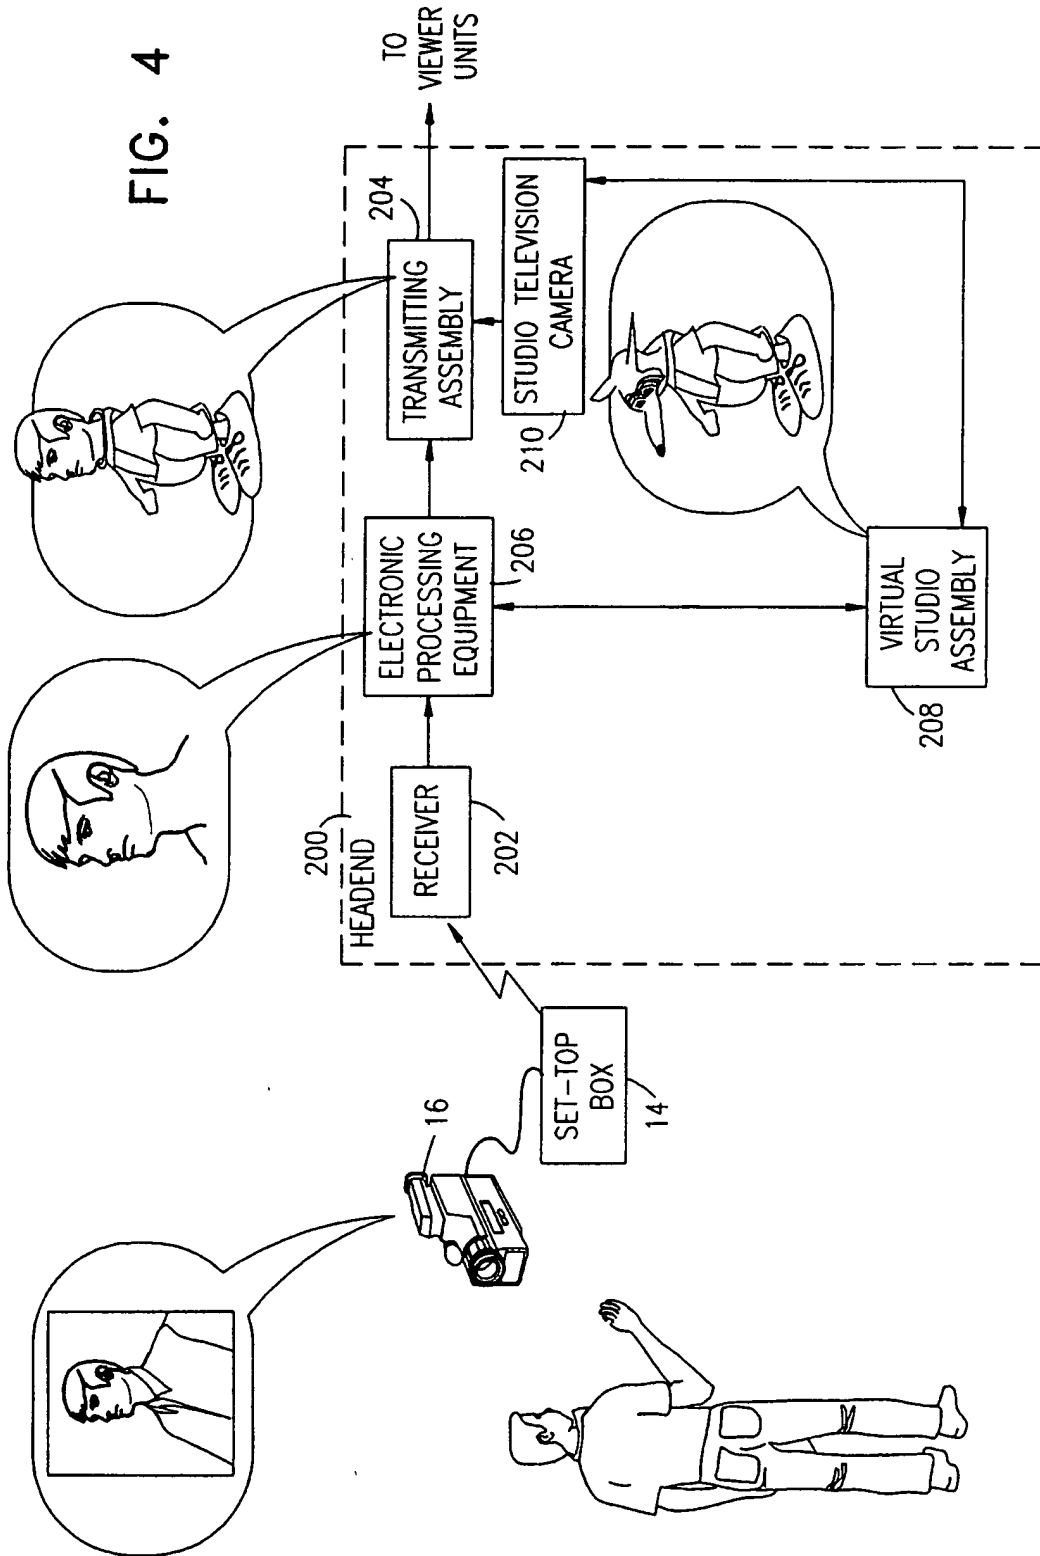 FIG. 4
TO
VIEWER
UNITS
200
HEADEND
204
TRANSMITTING
ASSEMBLY
ELECTRONIC
PROCESSING
EQUIPMENT
206
RECEIVER
202
STUDIO TELEVISION
CAMERA
210
16
SET-TOP
BOX
14
VIRTUAL
STUDIO
ASSEMBLY
208